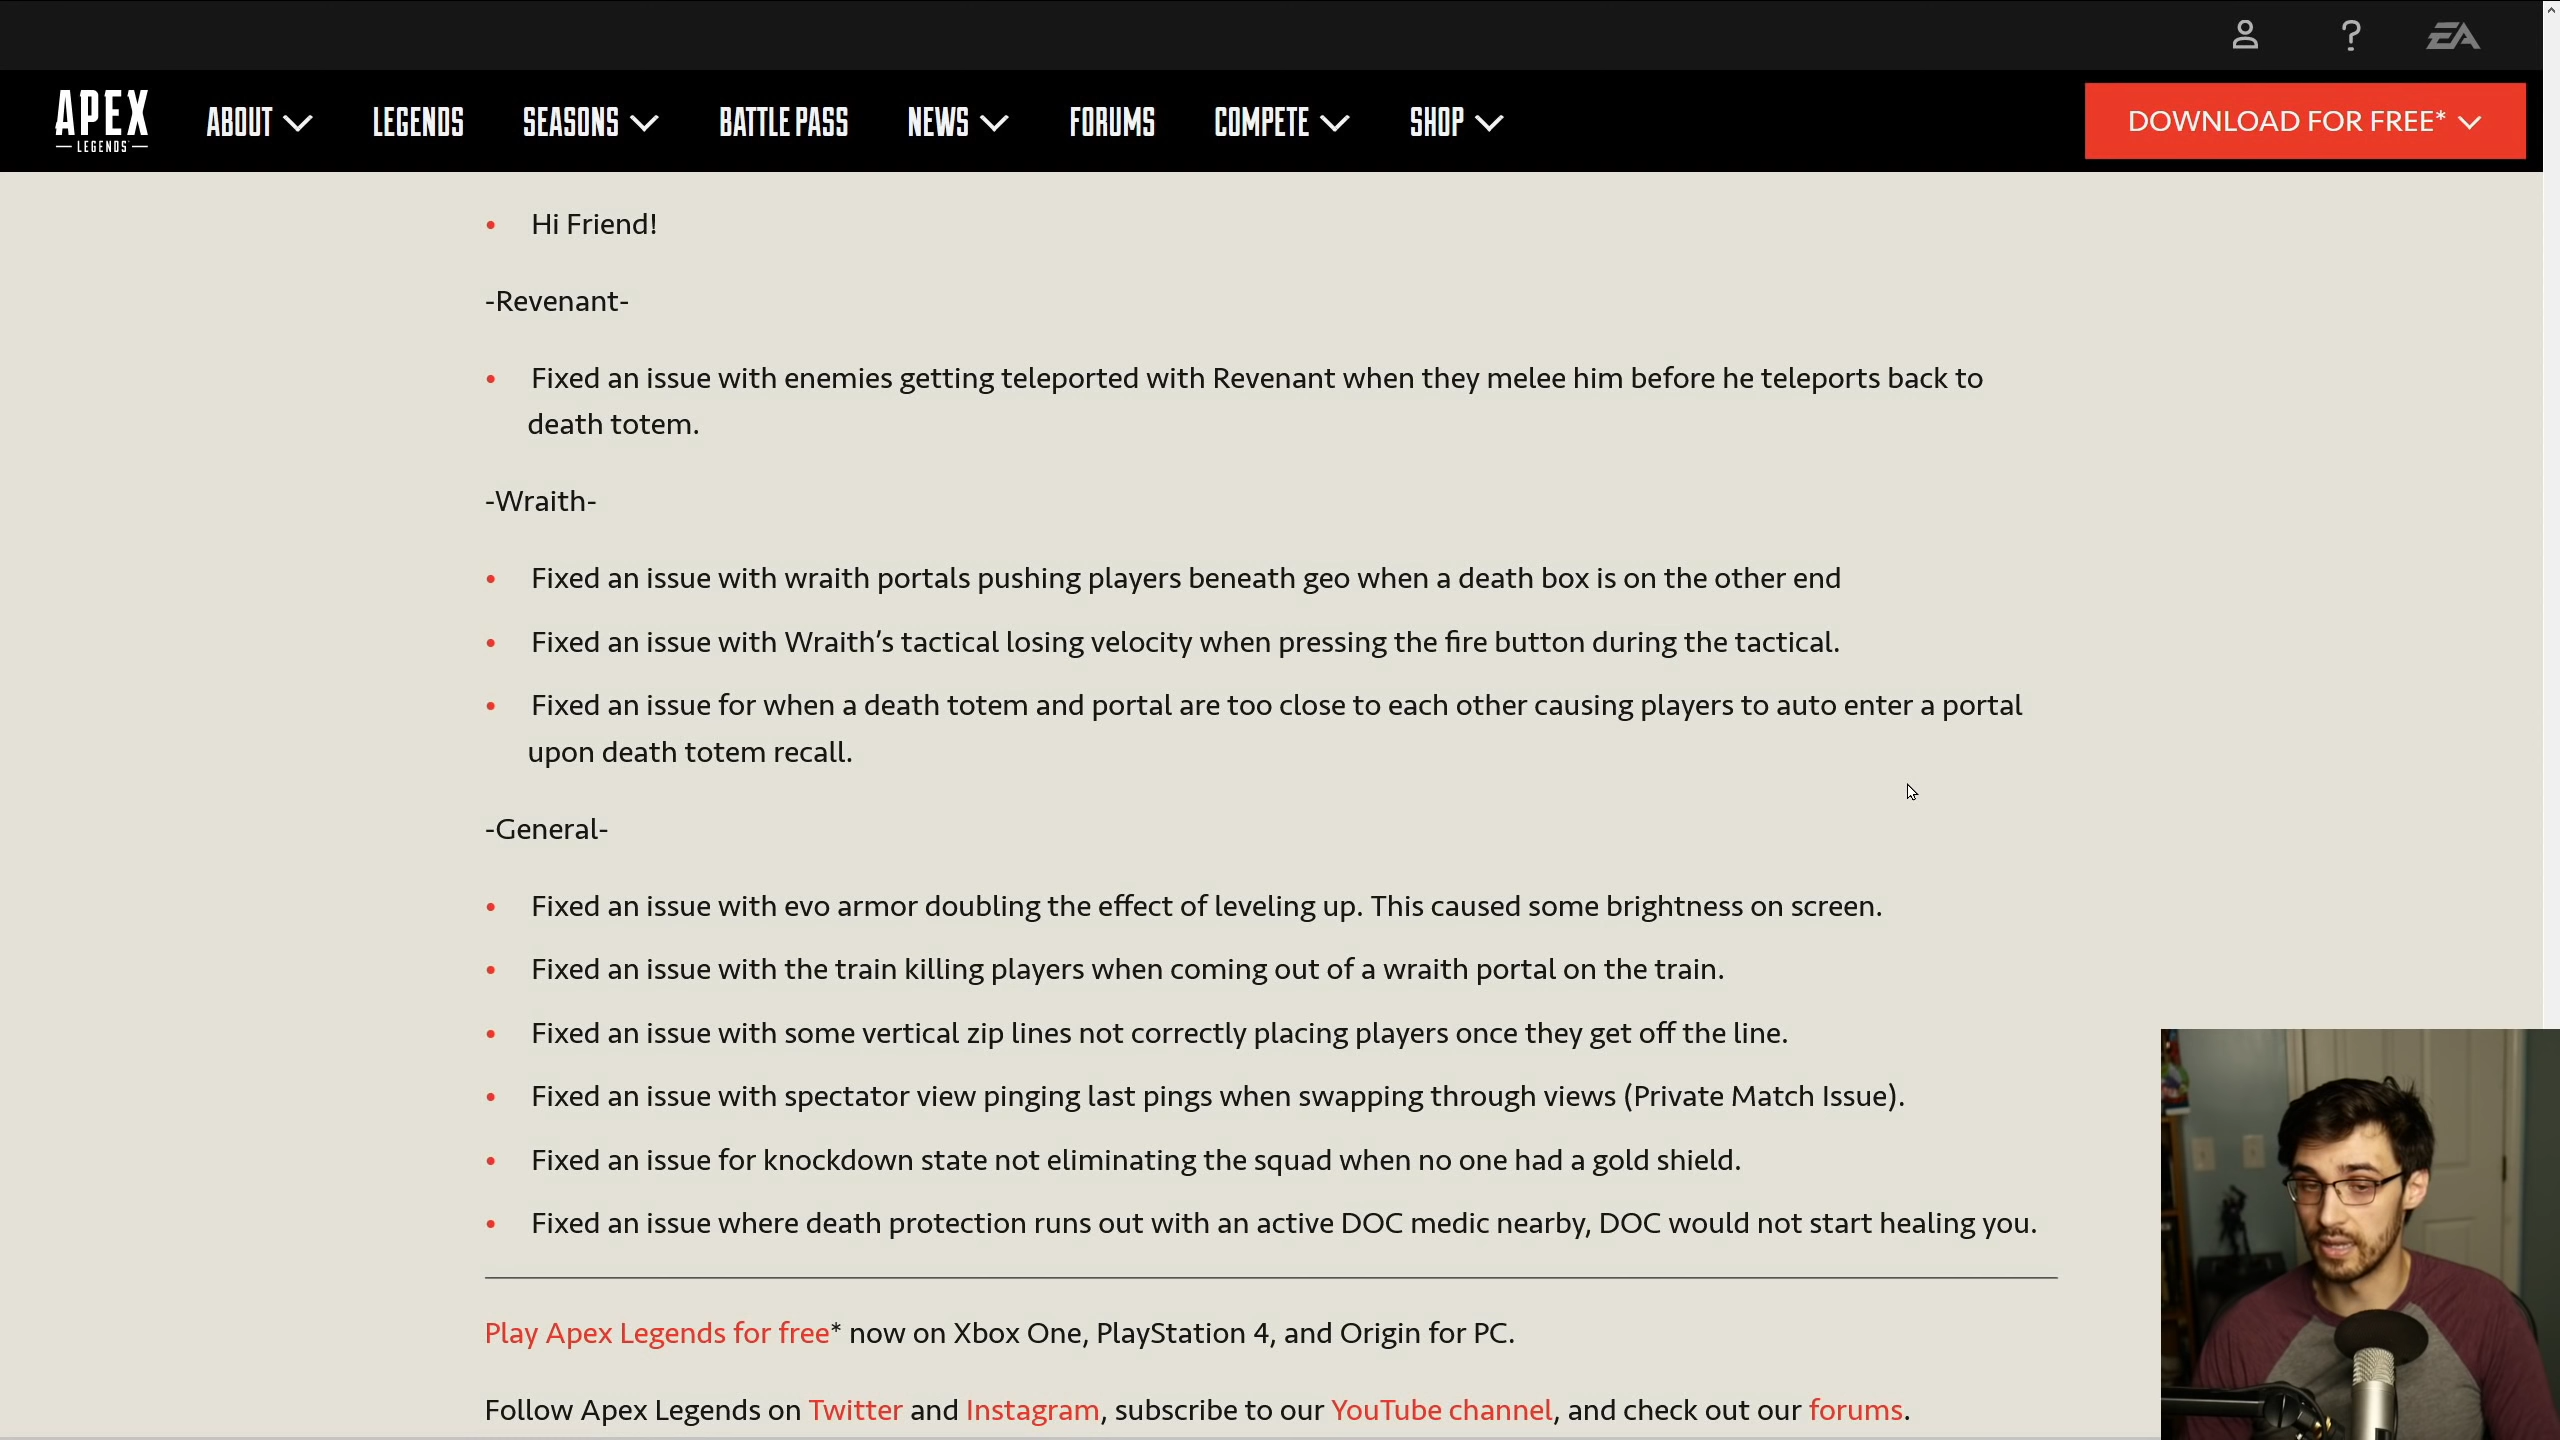 EA
APEX
LEGENDS
ABOUT LEGENDS SEASONS BATTLE PASS NEWS FORUMS COMPETE SHOP DOWNLOAD FOR FREE*
• Hi Friend!
-Revenant-
• Fixed an issue with enemies getting teleported with Revenant when they melee him before he teleports back to
death totem.
-Wraith-
• Fixed an issue with wraith portals pushing players beneath geo when a death box is on the other end
• Fixed an issue with Wraith’s tactical losing velocity when pressing the fire button during the tactical.
• Fixed an issue for when a death totem and portal are too close to each other causing players to auto enter a portal
upon death totem recall.
-General-
• Fixed an issue with evo armor doubling the effect of leveling up. This caused some brightness on screen.
• Fixed an issue with the train killing players when coming out of a wraith portal on the train.
• Fixed an issue with some vertical zip lines not correctly placing players once they get off the line.
• Fixed an issue with spectator view pinging last pings when swapping through views (Private Match Issue).
• Fixed an issue for knockdown state not eliminating the squad when no one had a gold shield.
• Fixed an issue where death protection runs out with an active DOC medic nearby, DOC would not start healing you.
Play Apex Legends for free* now on Xbox One, PlayStation 4, and Origin for PC.
Follow Apex Legends on Twitter and Instagram, subscribe to our YouTube channel, and check out our forums.